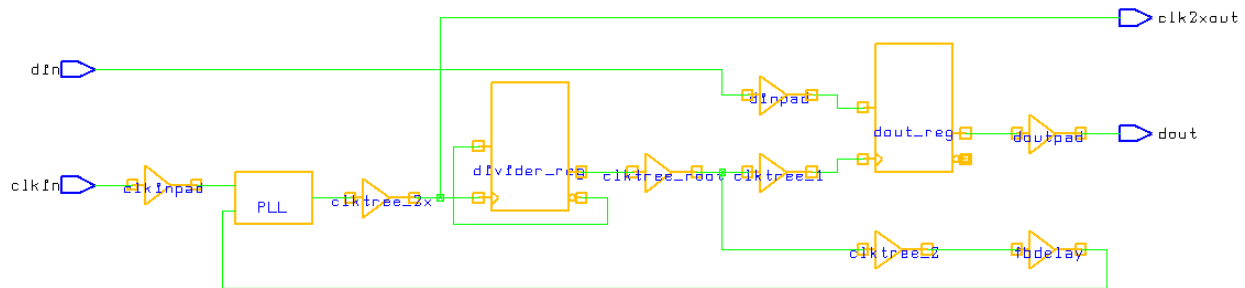 clk2xout
din
dinpad
dout_reg
doutpad
dout
divider_reg
clktree_root
clktree_1
clkin
clkinpad
PLL
clktree_2x
clktree_2
fbdelay